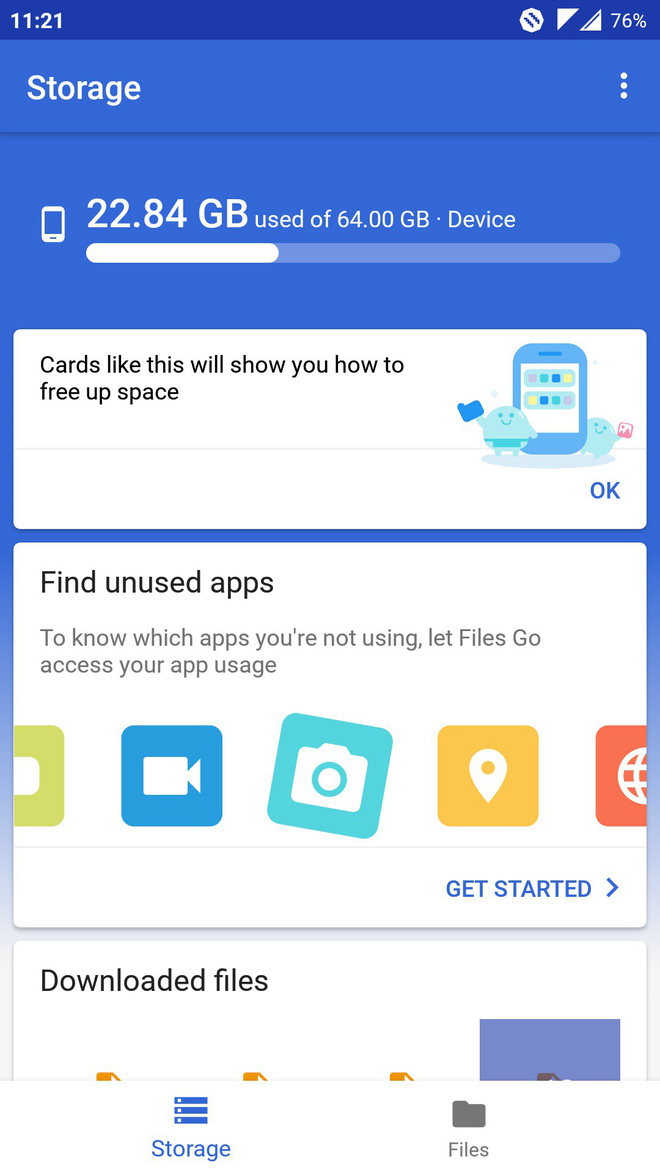 11:21
76%
Storage
22.84 GB used of 64.00 GB · Device
Cards like this will show you how to
free up space
OK
Find unused apps
To know which apps you're not using, let Files Go
access your app usage
GET STARTED
Downloaded files
Storage
Files